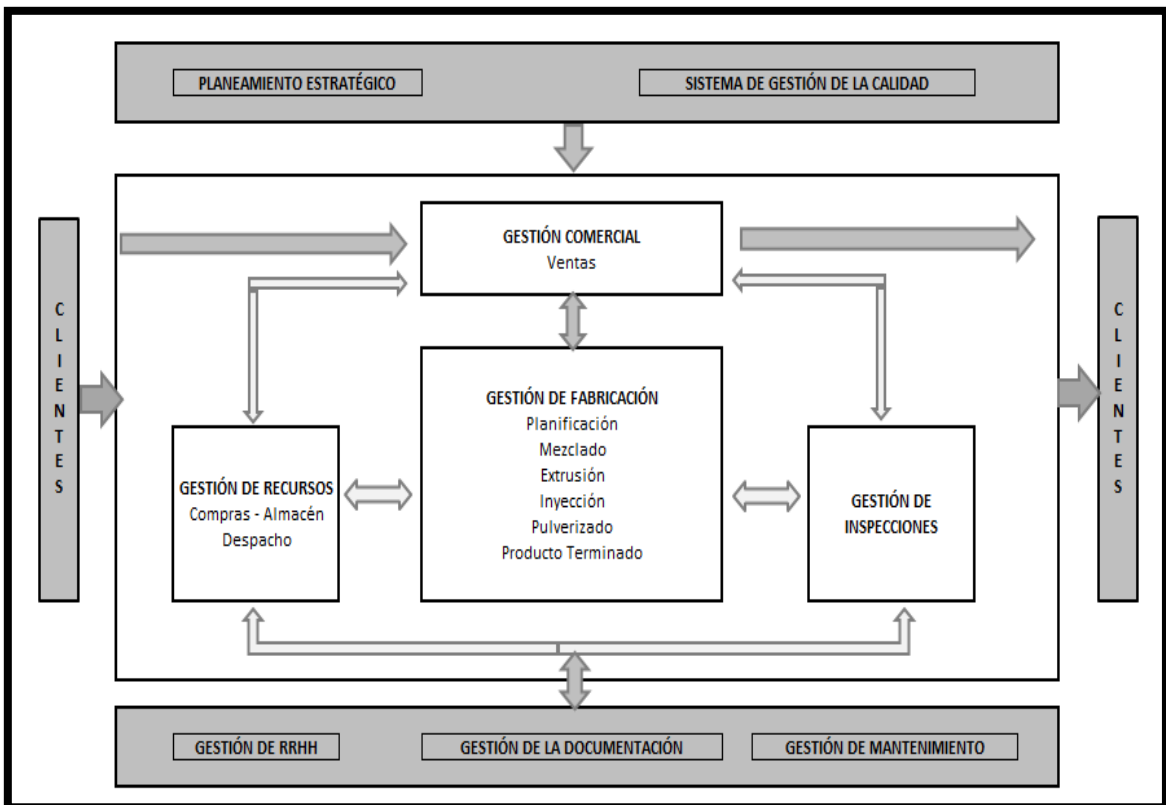 PLANEAMIENTO ESTRATÉGICO
SISTEMA DE GESTIÓN DE LA CALIDAD
CLIENTES
GESTIÓN COMERCIAL
Ventas
GESTIÓN DE FABRICACIÓN
Planificación
Mezclado
Extrusión
Inyección
Pulverizado
Producto Terminado
GESTIÓN DE RECURSOS
Compras - Almacén
Despacho
GESTIÓN DE
INSPECCIONES
CLIENTES
GESTIÓN DE RRHH
GESTIÓN DE LA DOCUMENTACIÓN
GESTIÓN DE MANTENIMIENTO